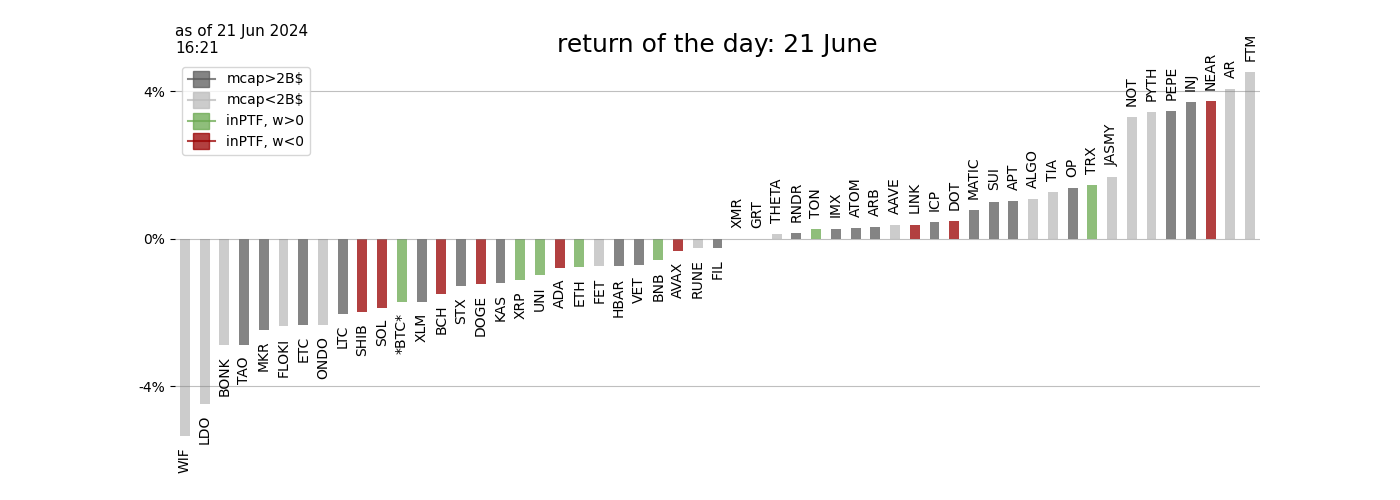 as of 21 Jun 2024
16:21
return of the day: 21 June
mcap>2B$
mcap<2B$
inPTF, w>0
inPTF, w<0
4%
0%
-4%
WIF
LDO
BONK
TAO
MKR
FLOKI
ETC
ONDO
LTC
SHIB
SOL
*BTC*
XLM
BCH
STX
DOGE
KAS
XRP
UNI
ADA
ETH
FET
HBAR
VET
BNB
AVAX
RUNE
FIL
XMR
GRT
THETA
RNDR
TON
IMX
ATOM
ARB
AAVE
LINK
ICP
DOT
MATIC
SUI
APT
ALGO
TIA
OP
TRX
JASMY
NOT
PYTH
PEPE
INJ
NEAR
AR
FTM